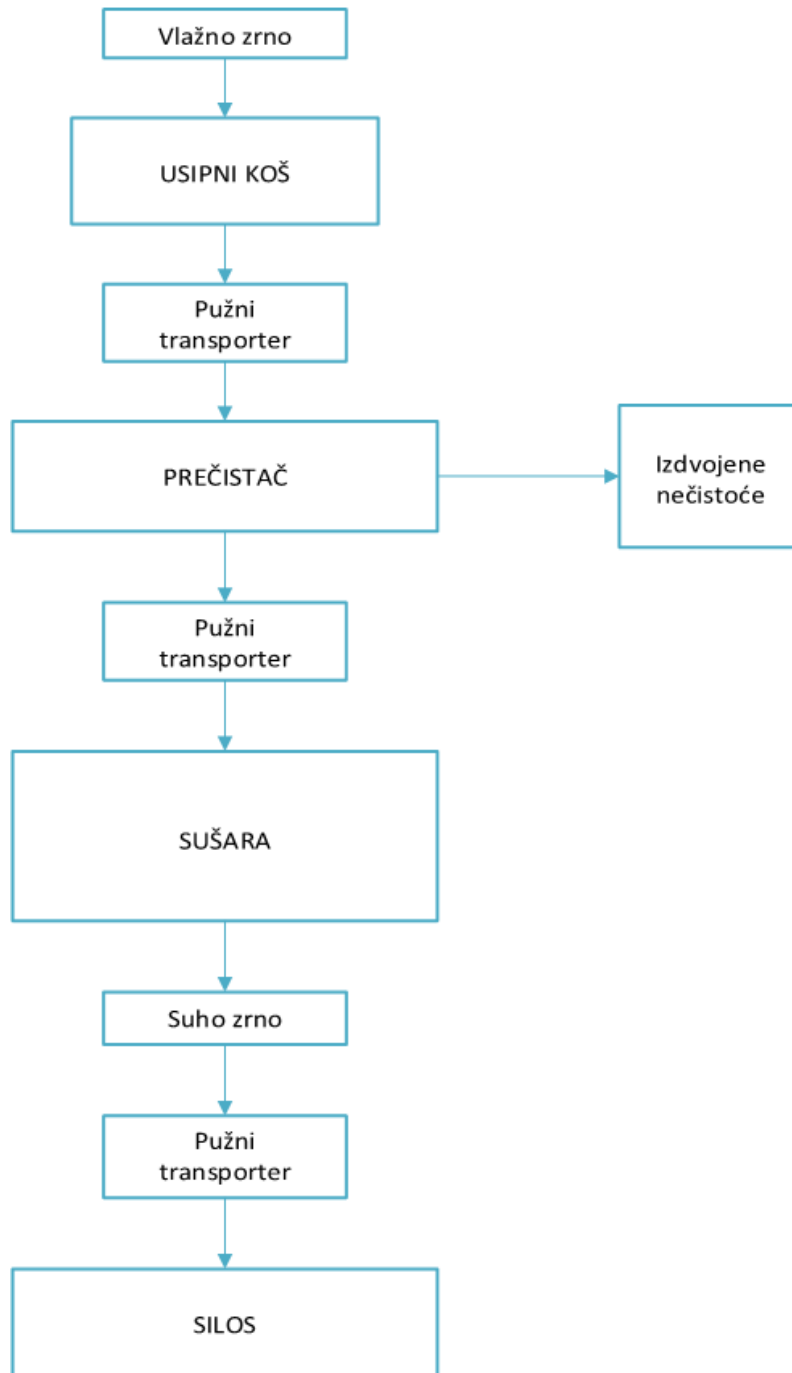 Vlažno zrno
USIPNI KOŠ
Pužni
transporter
PREČISTAČ
Izdvojene
nečistoće
Pužni
transporter
SUŠARA
Suho zrno
Pužni
transporter
SILOS